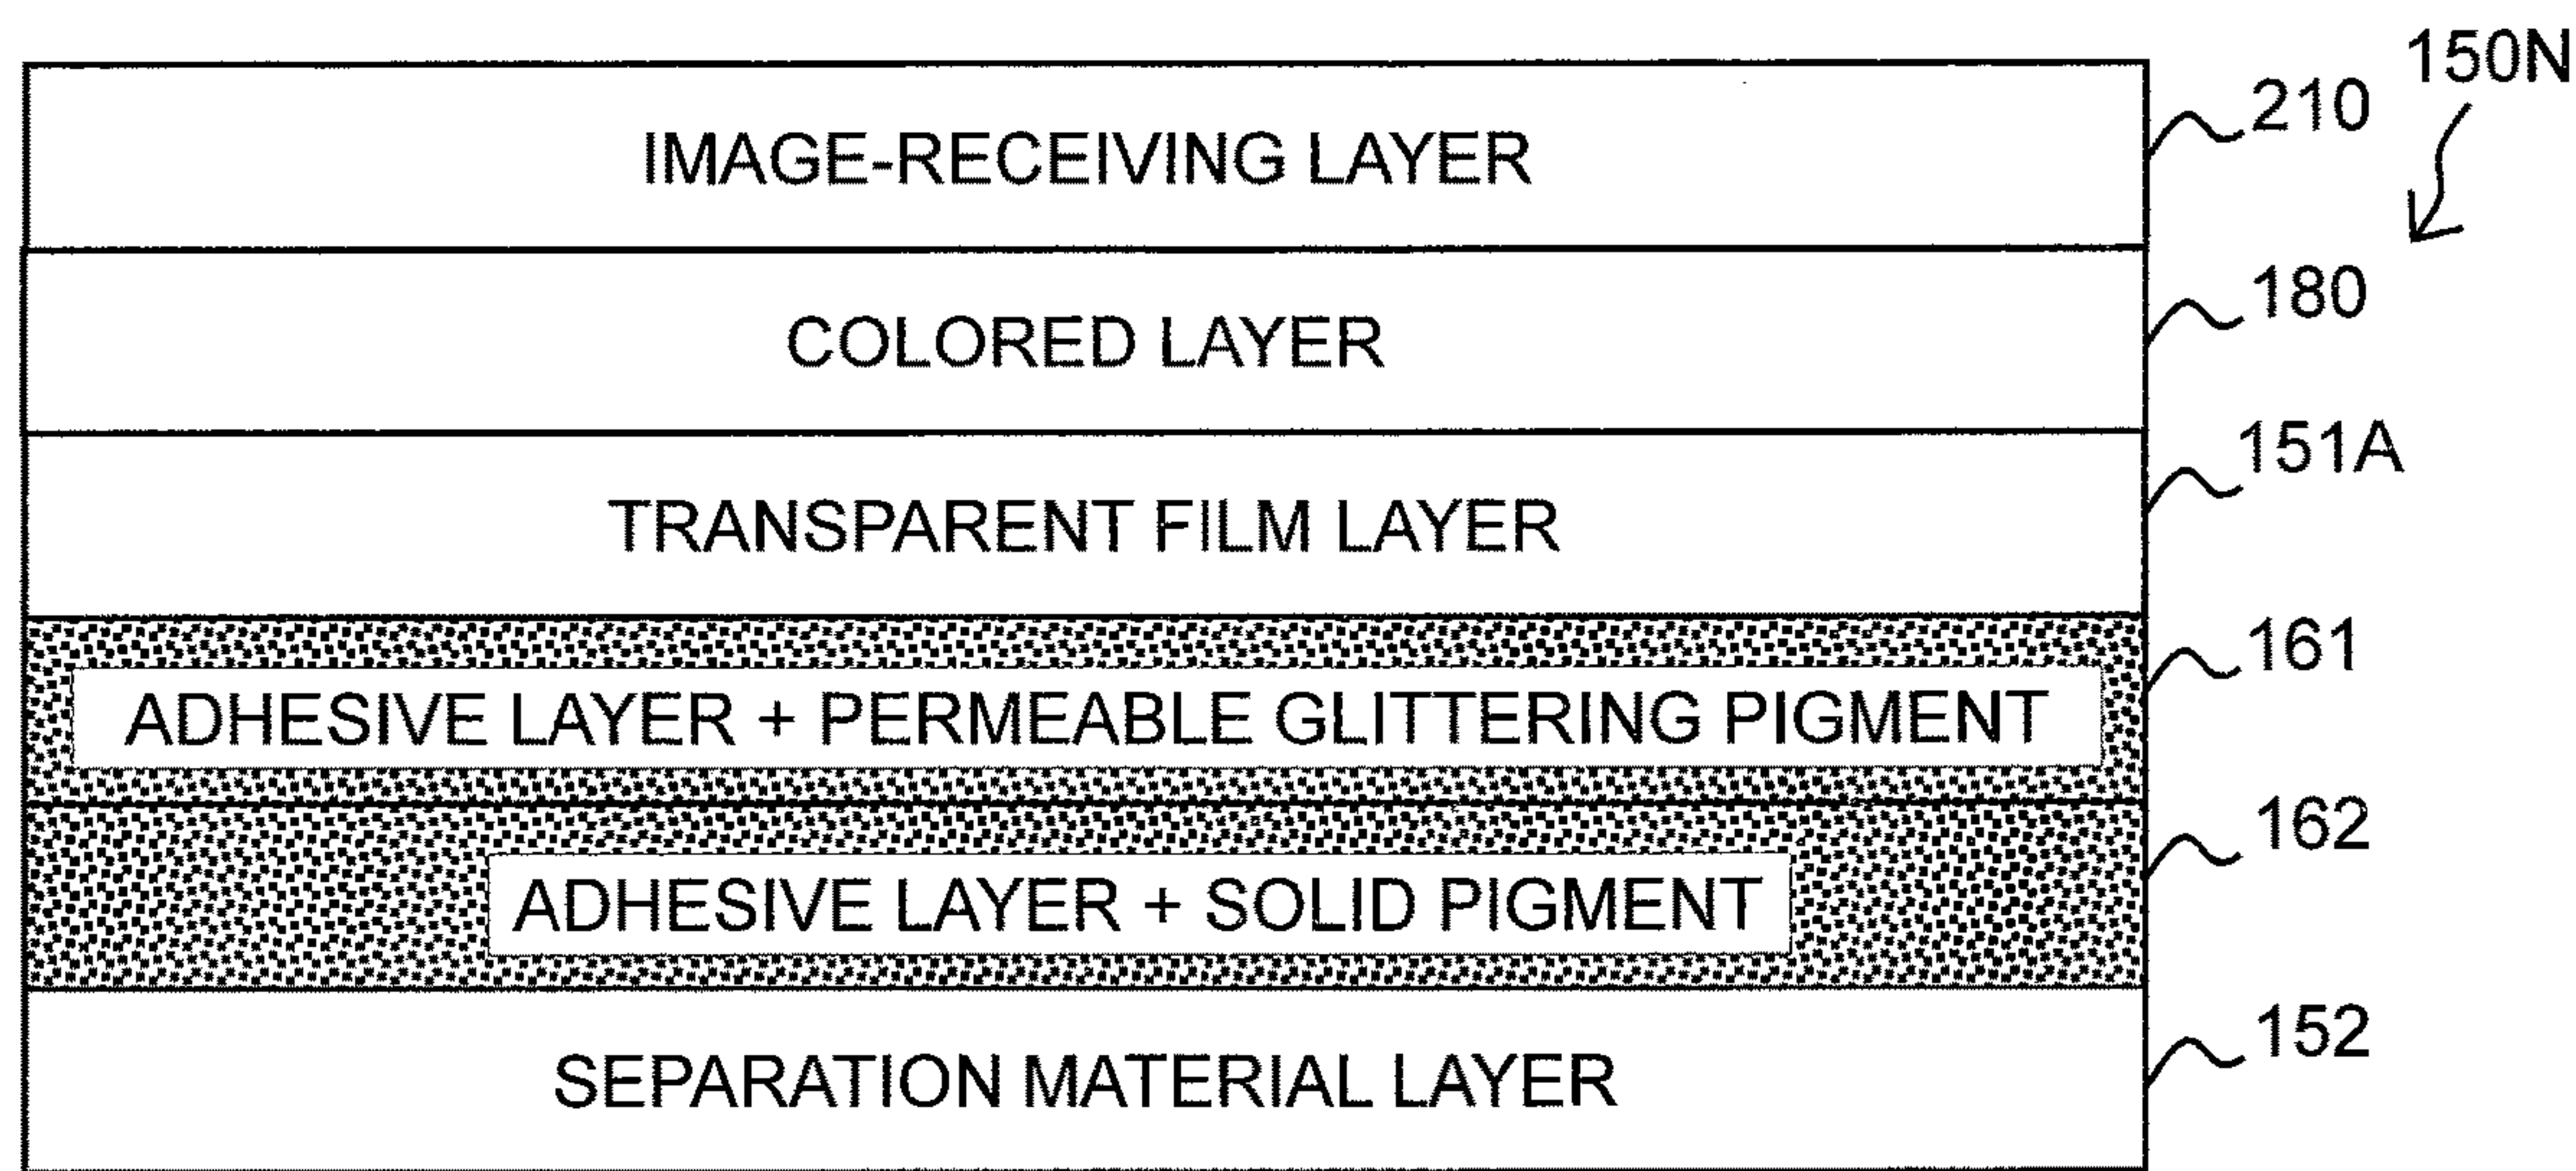 150N
IMAGE-RECEIVING LAYER 210
COLORED LAYER 180
TRANSPARENT FILM LAYER 151A
ADHESIVE LAYER + PERMEABLE GLITTERING PIGMENT 161
ADHESIVE LAYER + SOLID PIGMENT 162
SEPARATION MATERIAL LAYER 152